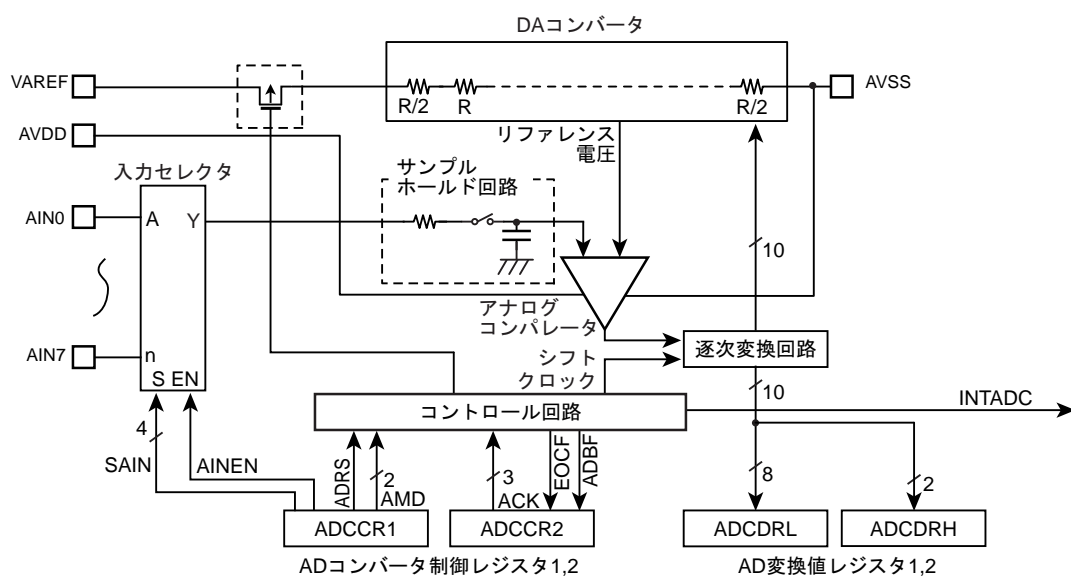 DAコンバータ
VAREF
R/2
R
R/2
AVSS
AVDD
リファレンス
電圧
入力セレクタ
サンプル
ホールド回路
AIN0
A
Y
10
アナログ
コンパレータ
AIN7
n
S EN
シフト
クロック
逐次変換回路
10
コントロール回路
INTADC
4
SAIN
AINEN
ADRS
2
AMD
3
ACK
EOCF
ADBF
8
2
ADCCR1
ADCCR2
ADCDRL
ADCDRH
ADコンバータ制御レジスタ1,2
AD変換値レジスタ1,2